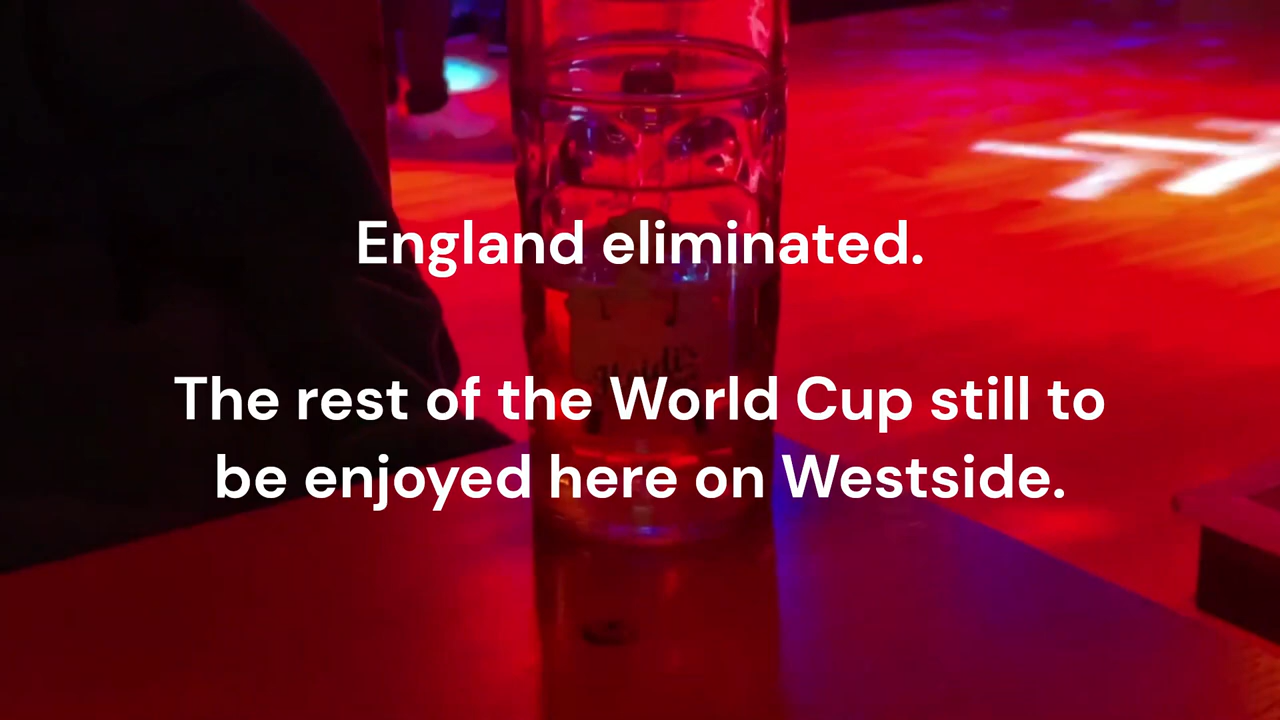 England eliminated.
The rest of the World Cup still to
be enjoyed here on Westside.